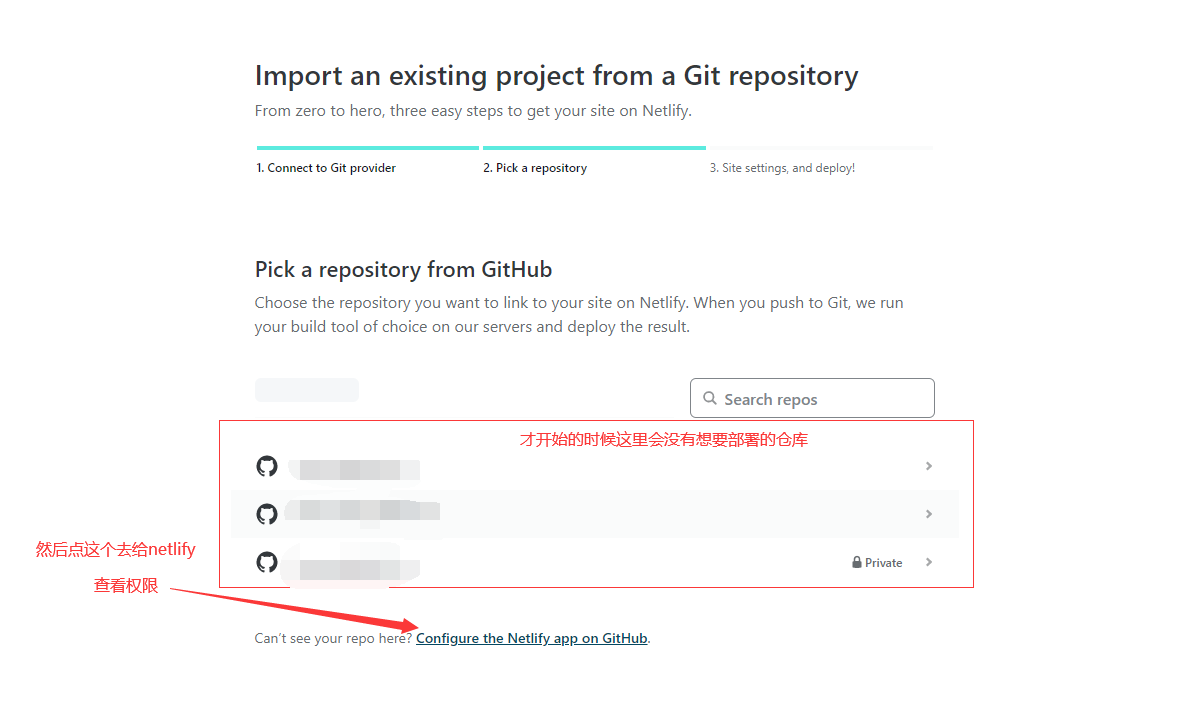 Import an existing project from a Git repository
From zero to hero, three easy steps to get your site on Netlify.
1. Connect to Git provider
2. Pick a repository
3. Site settings, and deploy!
Pick a repository from GitHub
Choose the repository you want to link to your site on Netlify. When you push to Git, we run
your build tool of choice on our servers and deploy the result.
Search repos
才开始的时候这里会没有想要部署的仓库
然后点这个去给netlify
查看权限
Private
Can't see your repo here? Configure the Netlify app on GitHub.